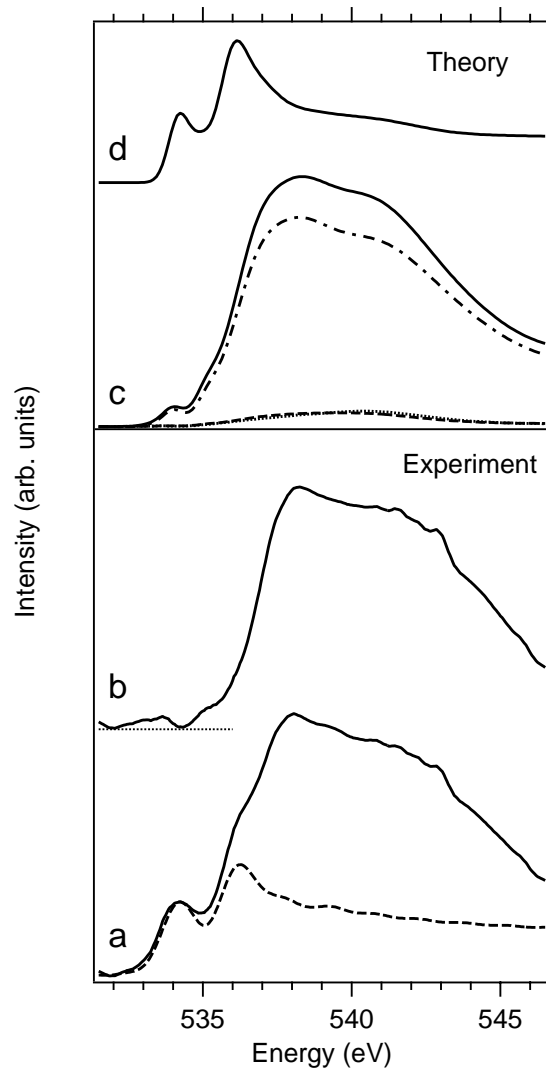 Theory
d
c
Experiment
b
a
Intensity (arb. units)
535 540 545
Energy (eV)